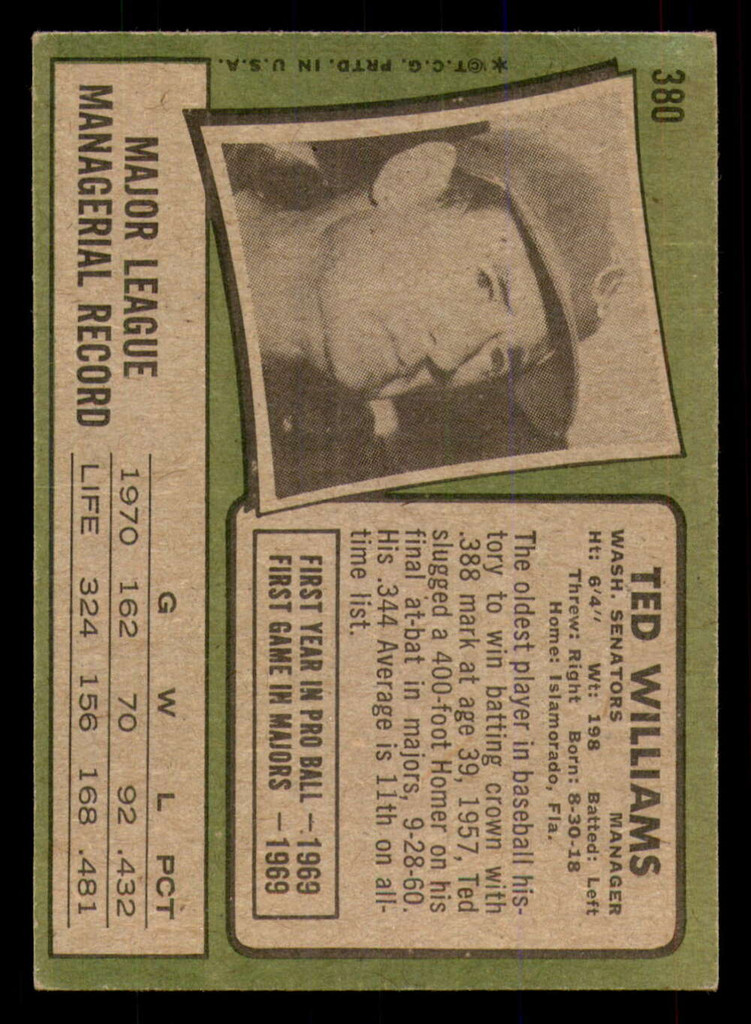 380
✶©T.C.G. PRTD. IN U.S.A.
TED WILLIAMS
WASH. SENATORS MANAGER
Ht: 6'4" Wt: 198 Batted: Left
Threw: Right Born: 8-30-18
Home: Islamorado, Fla.
The oldest player in baseball his-
tory to win batting crown with
.388 mark at age 39, 1957, Ted
slugged a 400-foot Homer on his
final at-bat in majors, 9-28-60.
His .344 Average is 11th on all-
time list.
FIRST YEAR IN PRO BALL —1969
FIRST GAME IN MAJORS —1969
MAJOR LEAGUE
MANAGERIAL RECORD
G W L PCT
1970 162 70 92 .432
LIFE 324 156 168 .481